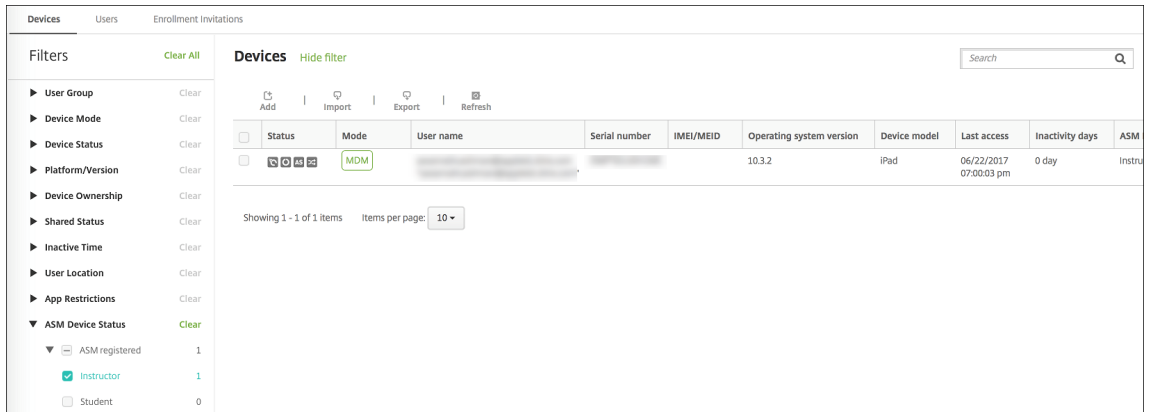 Devices Users Enrollment Invitations
Filters Clear All
User Group Clear
Device Mode Clear
Device Status Clear
Platform/Version Clear
Device Ownership Clear
Shared Status Clear
Inactive Time Clear
User Location Clear
App Restrictions Clear
ASM Device Status Clear
ASM registered 1
Instructor 1
Student 0
Devices Hide filter
Search
Add | Import | Export | Refresh
Status Mode User name Serial number IMEI/MEID Operating system version Device model Last access Inactivity days ASM
AS MDM 10.3.2 iPad 06/22/2017 0 day Instru
07:00:03 pm
Showing 1 - 1 of 1 items Items per page: 10